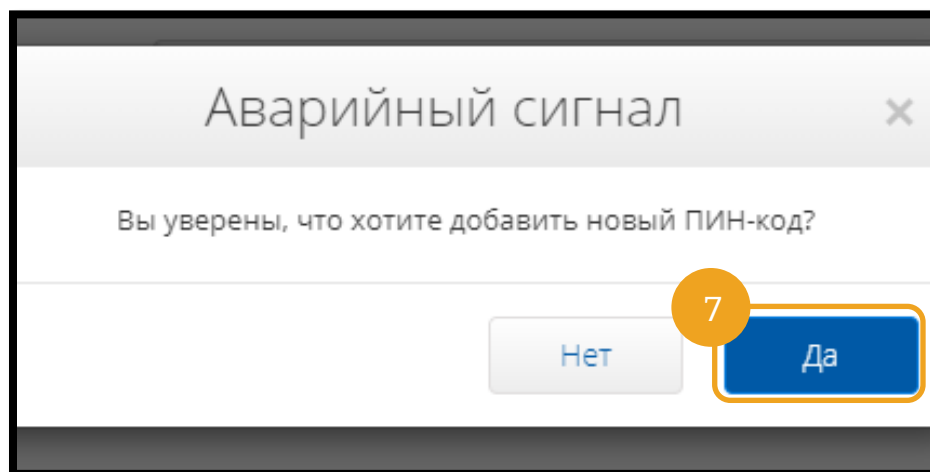 Аварийный сигнал ×
Вы уверены, что хотите добавить новый ПИН-код?
7
Нет Да